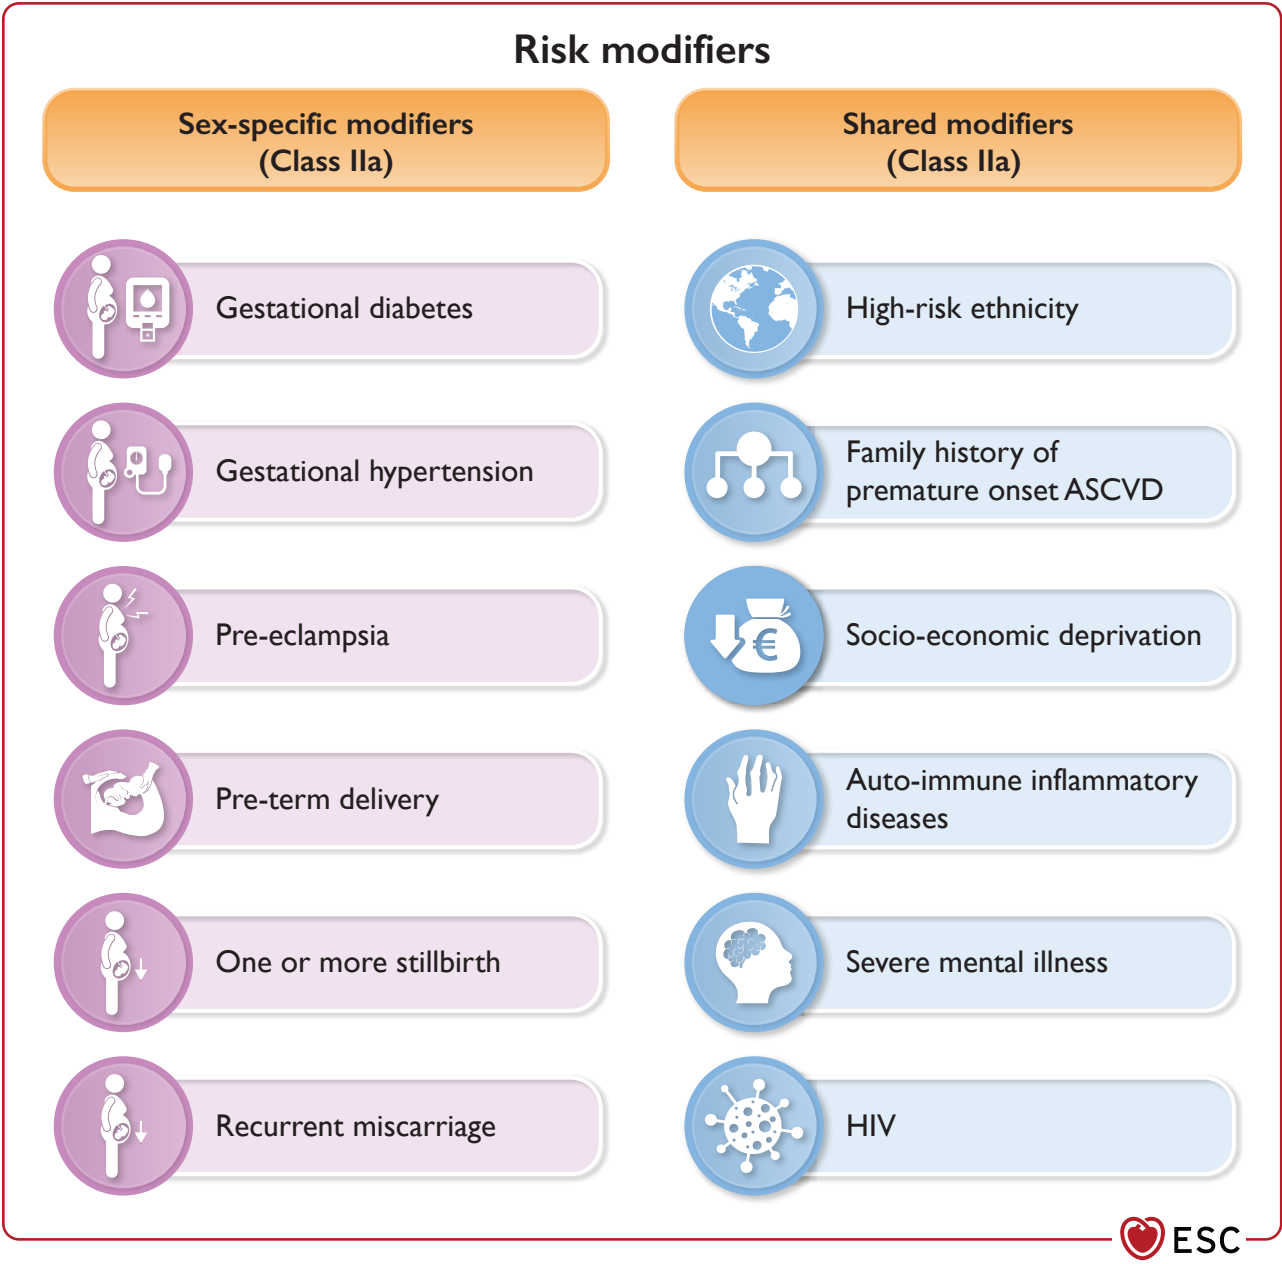 Risk modifiers
Sex-specific modifiers
(Class IIa)
Gestational diabetes
Gestational hypertension
Pre-eclampsia
Pre-term delivery
One or more stillbirth
Recurrent miscarriage
Shared modifiers
(Class IIa)
High-risk ethnicity
Family history of
premature onset ASCVD
€
Socio-economic deprivation
Auto-immune inflammatory
diseases
Severe mental illness
HIV
ESC